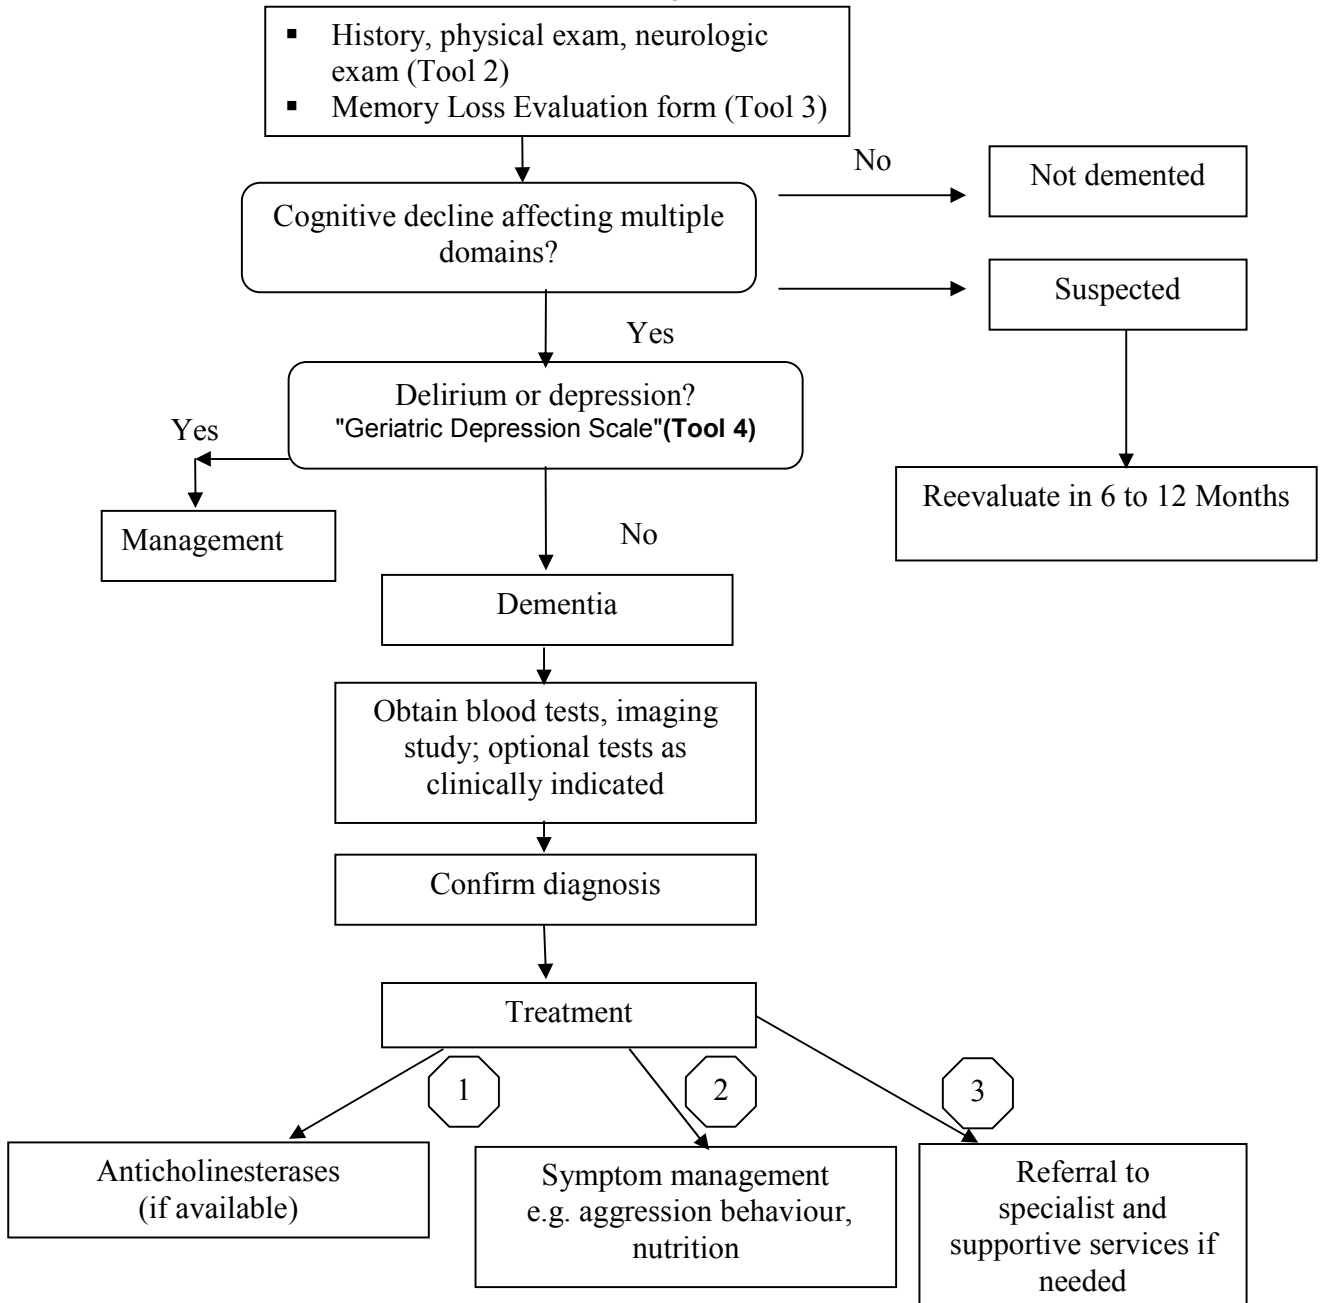 ▪ History, physical exam, neurologic
exam (Tool 2)
▪ Memory Loss Evaluation form (Tool 3)
No
Not demented
Cognitive decline affecting multiple
domains?
Suspected
Yes
Delirium or depression?
"Geriatric Depression Scale"(Tool 4)
Yes
Reevaluate in 6 to 12 Months
Management
No
Dementia
Obtain blood tests, imaging
study; optional tests as
clinically indicated
Confirm diagnosis
Treatment
1
2
3
Anticholinesterases
(if available)
Symptom management
e.g. aggression behaviour,
nutrition
Referral to
specialist and
supportive services if
needed